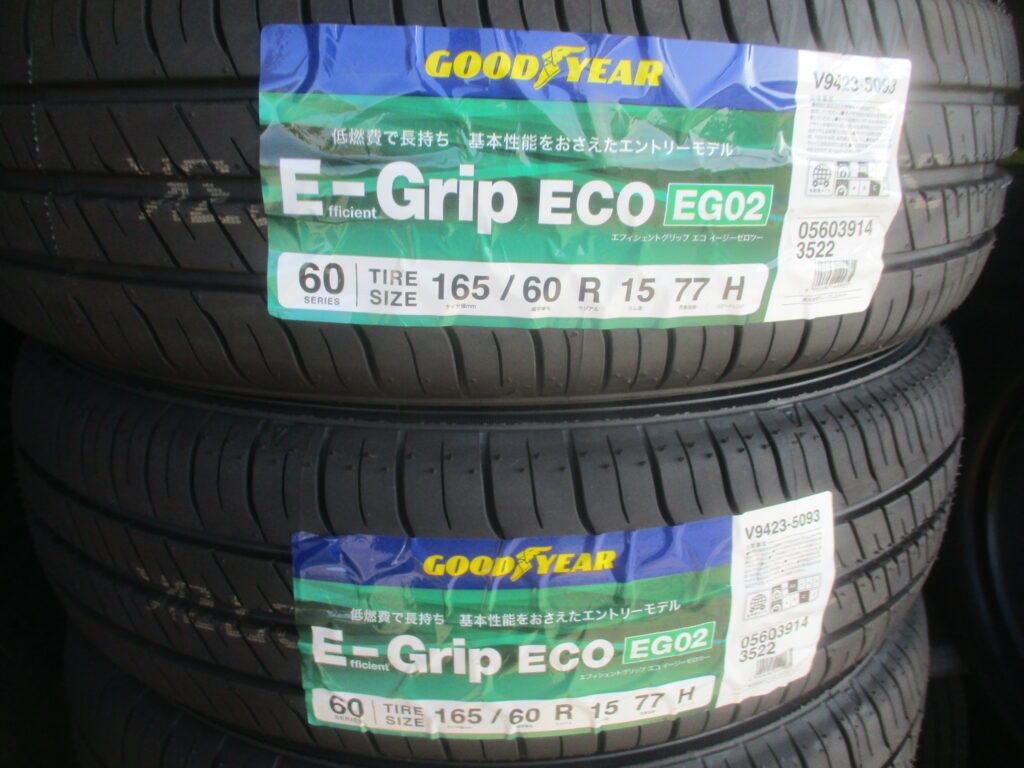 GOOD YEAR
V9423-5093
低燃費で長持ち 基本性能をおさえたエントリーモデル
E-fficient Grip ECO EG02
エフィシェントグリップ エコ イージーゼロツー
05603914
3522
60 SERIES TIRE SIZE 165 / 60 R 15 77 H
GOOD YEAR
V9423-5093
低燃費で長持ち 基本性能をおさえたエントリーモデル
E-fficient Grip ECO EG02
エフィシェントグリップ エコ イージーゼロツー
05603914
3522
60 SERIES TIRE SIZE 165 / 60 R 15 77 H